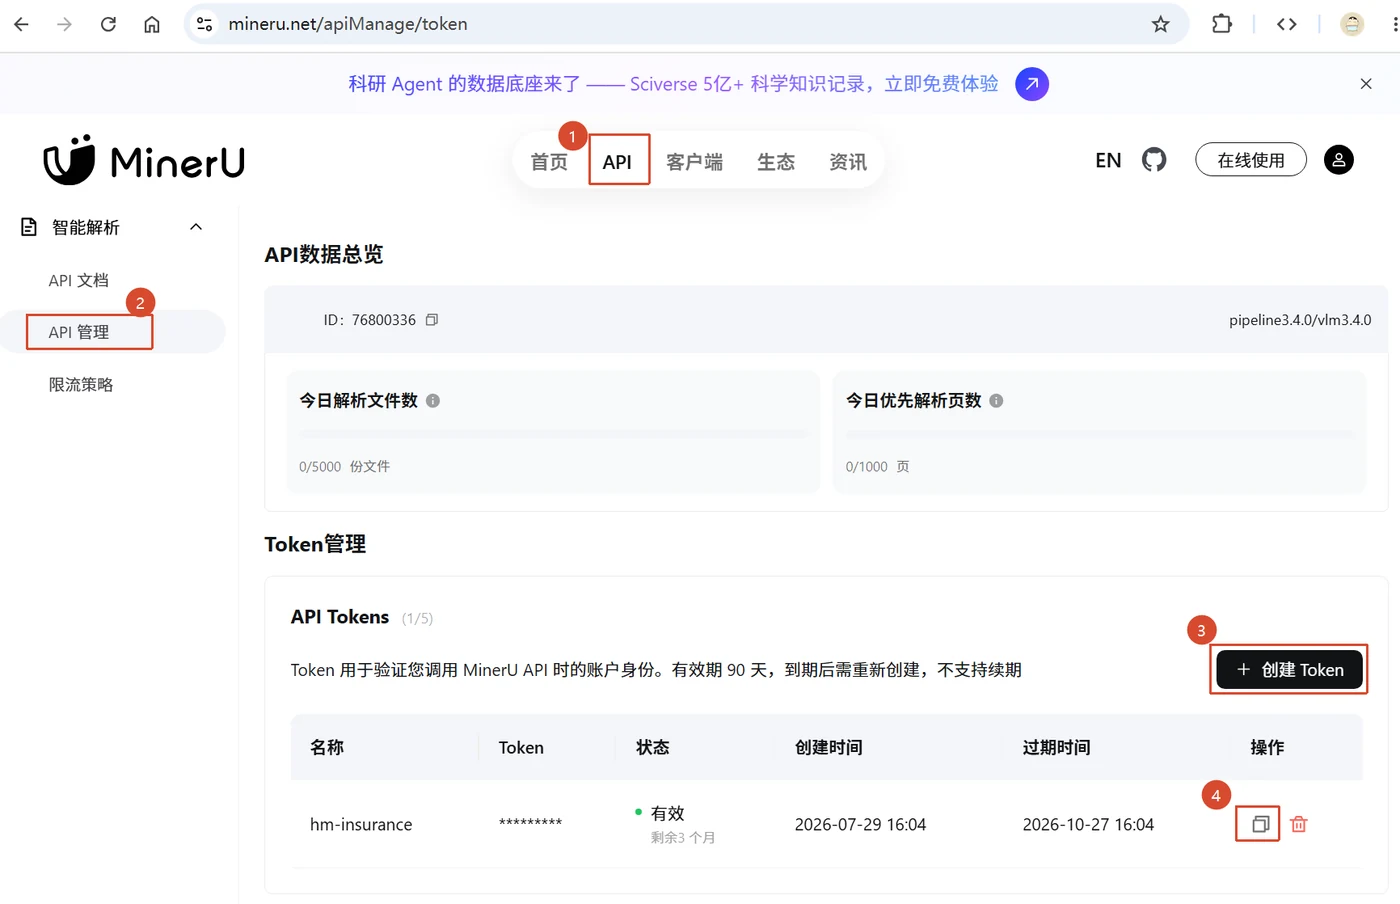 mineru.net/apiManage/token
科研 Agent 的数据底座来了 —— Sciverse 5亿+ 科学知识记录，立即免费体验
MinerU
1
首页 API 客户端 生态 资讯
EN 在线使用
智能解析
API 文档
2
API 管理
限流策略
API数据总览
ID：76800336
pipeline3.4.0/vlm3.4.0
今日解析文件数
0/5000 份文件
今日优先解析页数
0/1000 页
Token管理
API Tokens (1/5)
Token 用于验证您调用 MinerU API 时的账户身份。有效期 90 天，到期后需重新创建，不支持续期
3
+ 创建 Token
名称 Token 状态 创建时间 过期时间 操作
4
hm-insurance ********* 有效 2026-07-29 16:04 2026-10-27 16:04
剩余3 个月